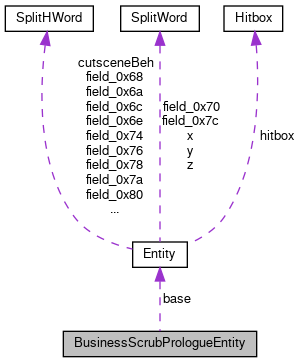 SplitHWord
SplitWord
Hitbox
cutsceneBeh
field_0x68
field_0x6a
field_0x6c
field_0x6e
field_0x74
field_0x76
field_0x78
field_0x7a
field_0x80
...
field_0x70
field_0x7c
x
y
z
hitbox
Entity
base
BusinessScrubPrologueEntity